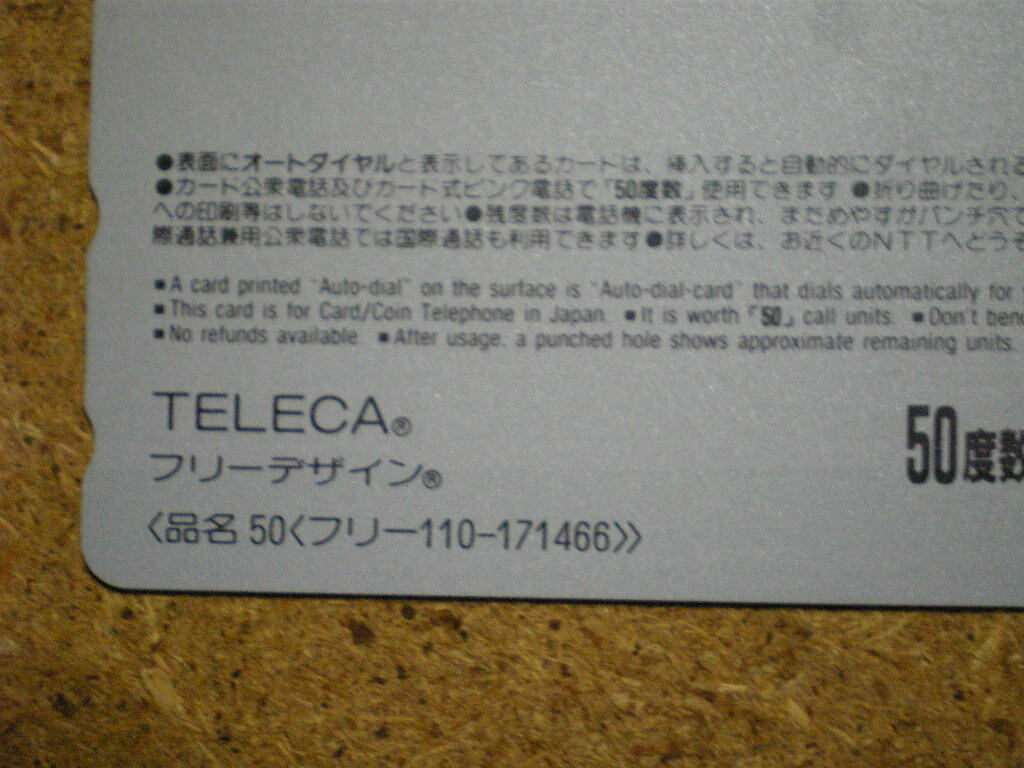 ●表面にオートダイヤルと表示してあるカートは、挿入すると自動的にダイヤルされる
●カード公衆電話及びカード式ピンク電話で「50度数」使用できます ●折り曲げたり、
への印刷等はしないでください●残度数は電話機に表示され、まためやすがパンチ穴で
際通話兼用公衆電話では国際通話も利用できます●詳しくは、お近くのNTTへどうぞ
▪A card printed "Auto-dial" on the surface is "Auto-dial-card" that dials automatically for
▪This card is for Card/Coin Telephone in Japan. ▪It is worth「50」call units. ▪Don't bend
▪No refunds available. ▪After usage, a punched hole shows approximate remaining units.
TELECA®
フリーデザイン®
50度数
〈品名 50〈フリー110-171466〉〉